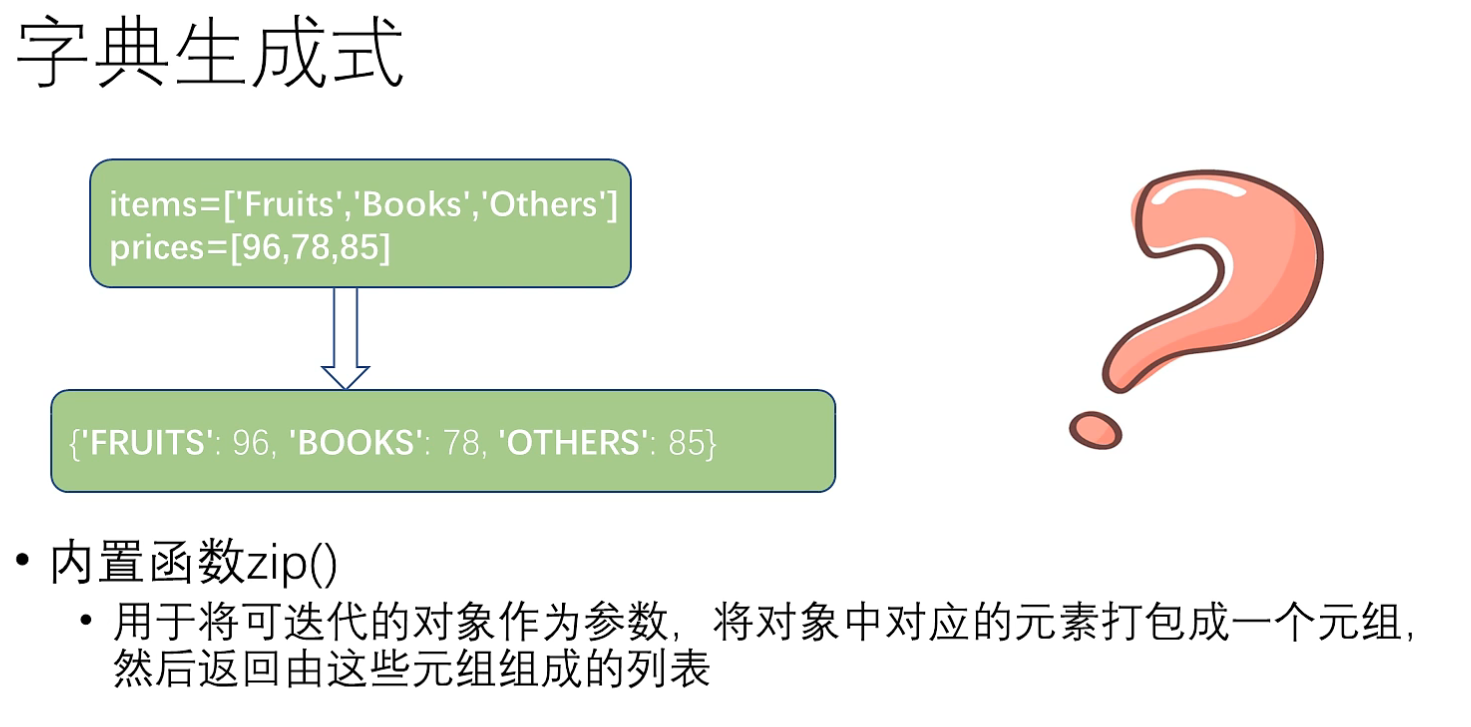 字典生成式
items=['Fruits','Books','Others']
prices=[96,78,85]
{'FRUITS': 96, 'BOOKS': 78, 'OTHERS': 85}
• 内置函数zip()
• 用于将可迭代的对象作为参数，将对象中对应的元素打包成一个元组，
然后返回由这些元组组成的列表